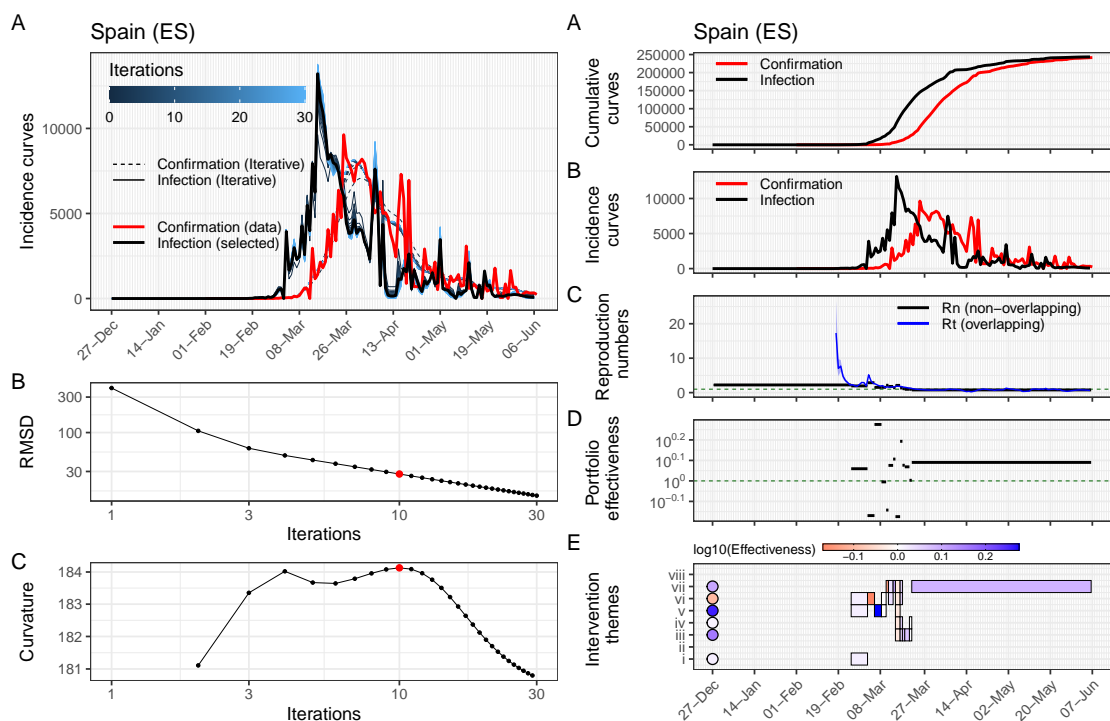 A
Spain (ES)
Iterations
0 10 20 30
Confirmation (Iterative)
Infection (Iterative)
Confirmation (data)
Infection (selected)
Incidence curves
10000
5000
0
27−Dec 14−Jan 01−Feb 19−Feb 08−Mar 26−Mar 13−Apr 01−May 19−May 06−Jun
B
RMSD
300
100
30
1 3 10 30
Iterations
C
Curvature
184
183
182
181
1 3 10 30
Iterations
A
Spain (ES)
Cumulative
curves
250000
200000
150000
100000
50000
0
Confirmation
Infection
B
Incidence
curves
10000
5000
0
Confirmation
Infection
C
Reproduction
numbers
20
10
0
Rn (non−overlapping)
Rt (overlapping)
D
Portfolio
effectiveness
10^0.2
10^0.1
10^0
10^−0.1
E
log10(Effectiveness)
−0.1 0.0 0.1 0.2
Intervention
themes
viii
vii
vi
v
iv
iii
ii
i
27−Dec 14−Jan 01−Feb 19−Feb 08−Mar 27−Mar 14−Apr 02−May 20−May 07−Jun